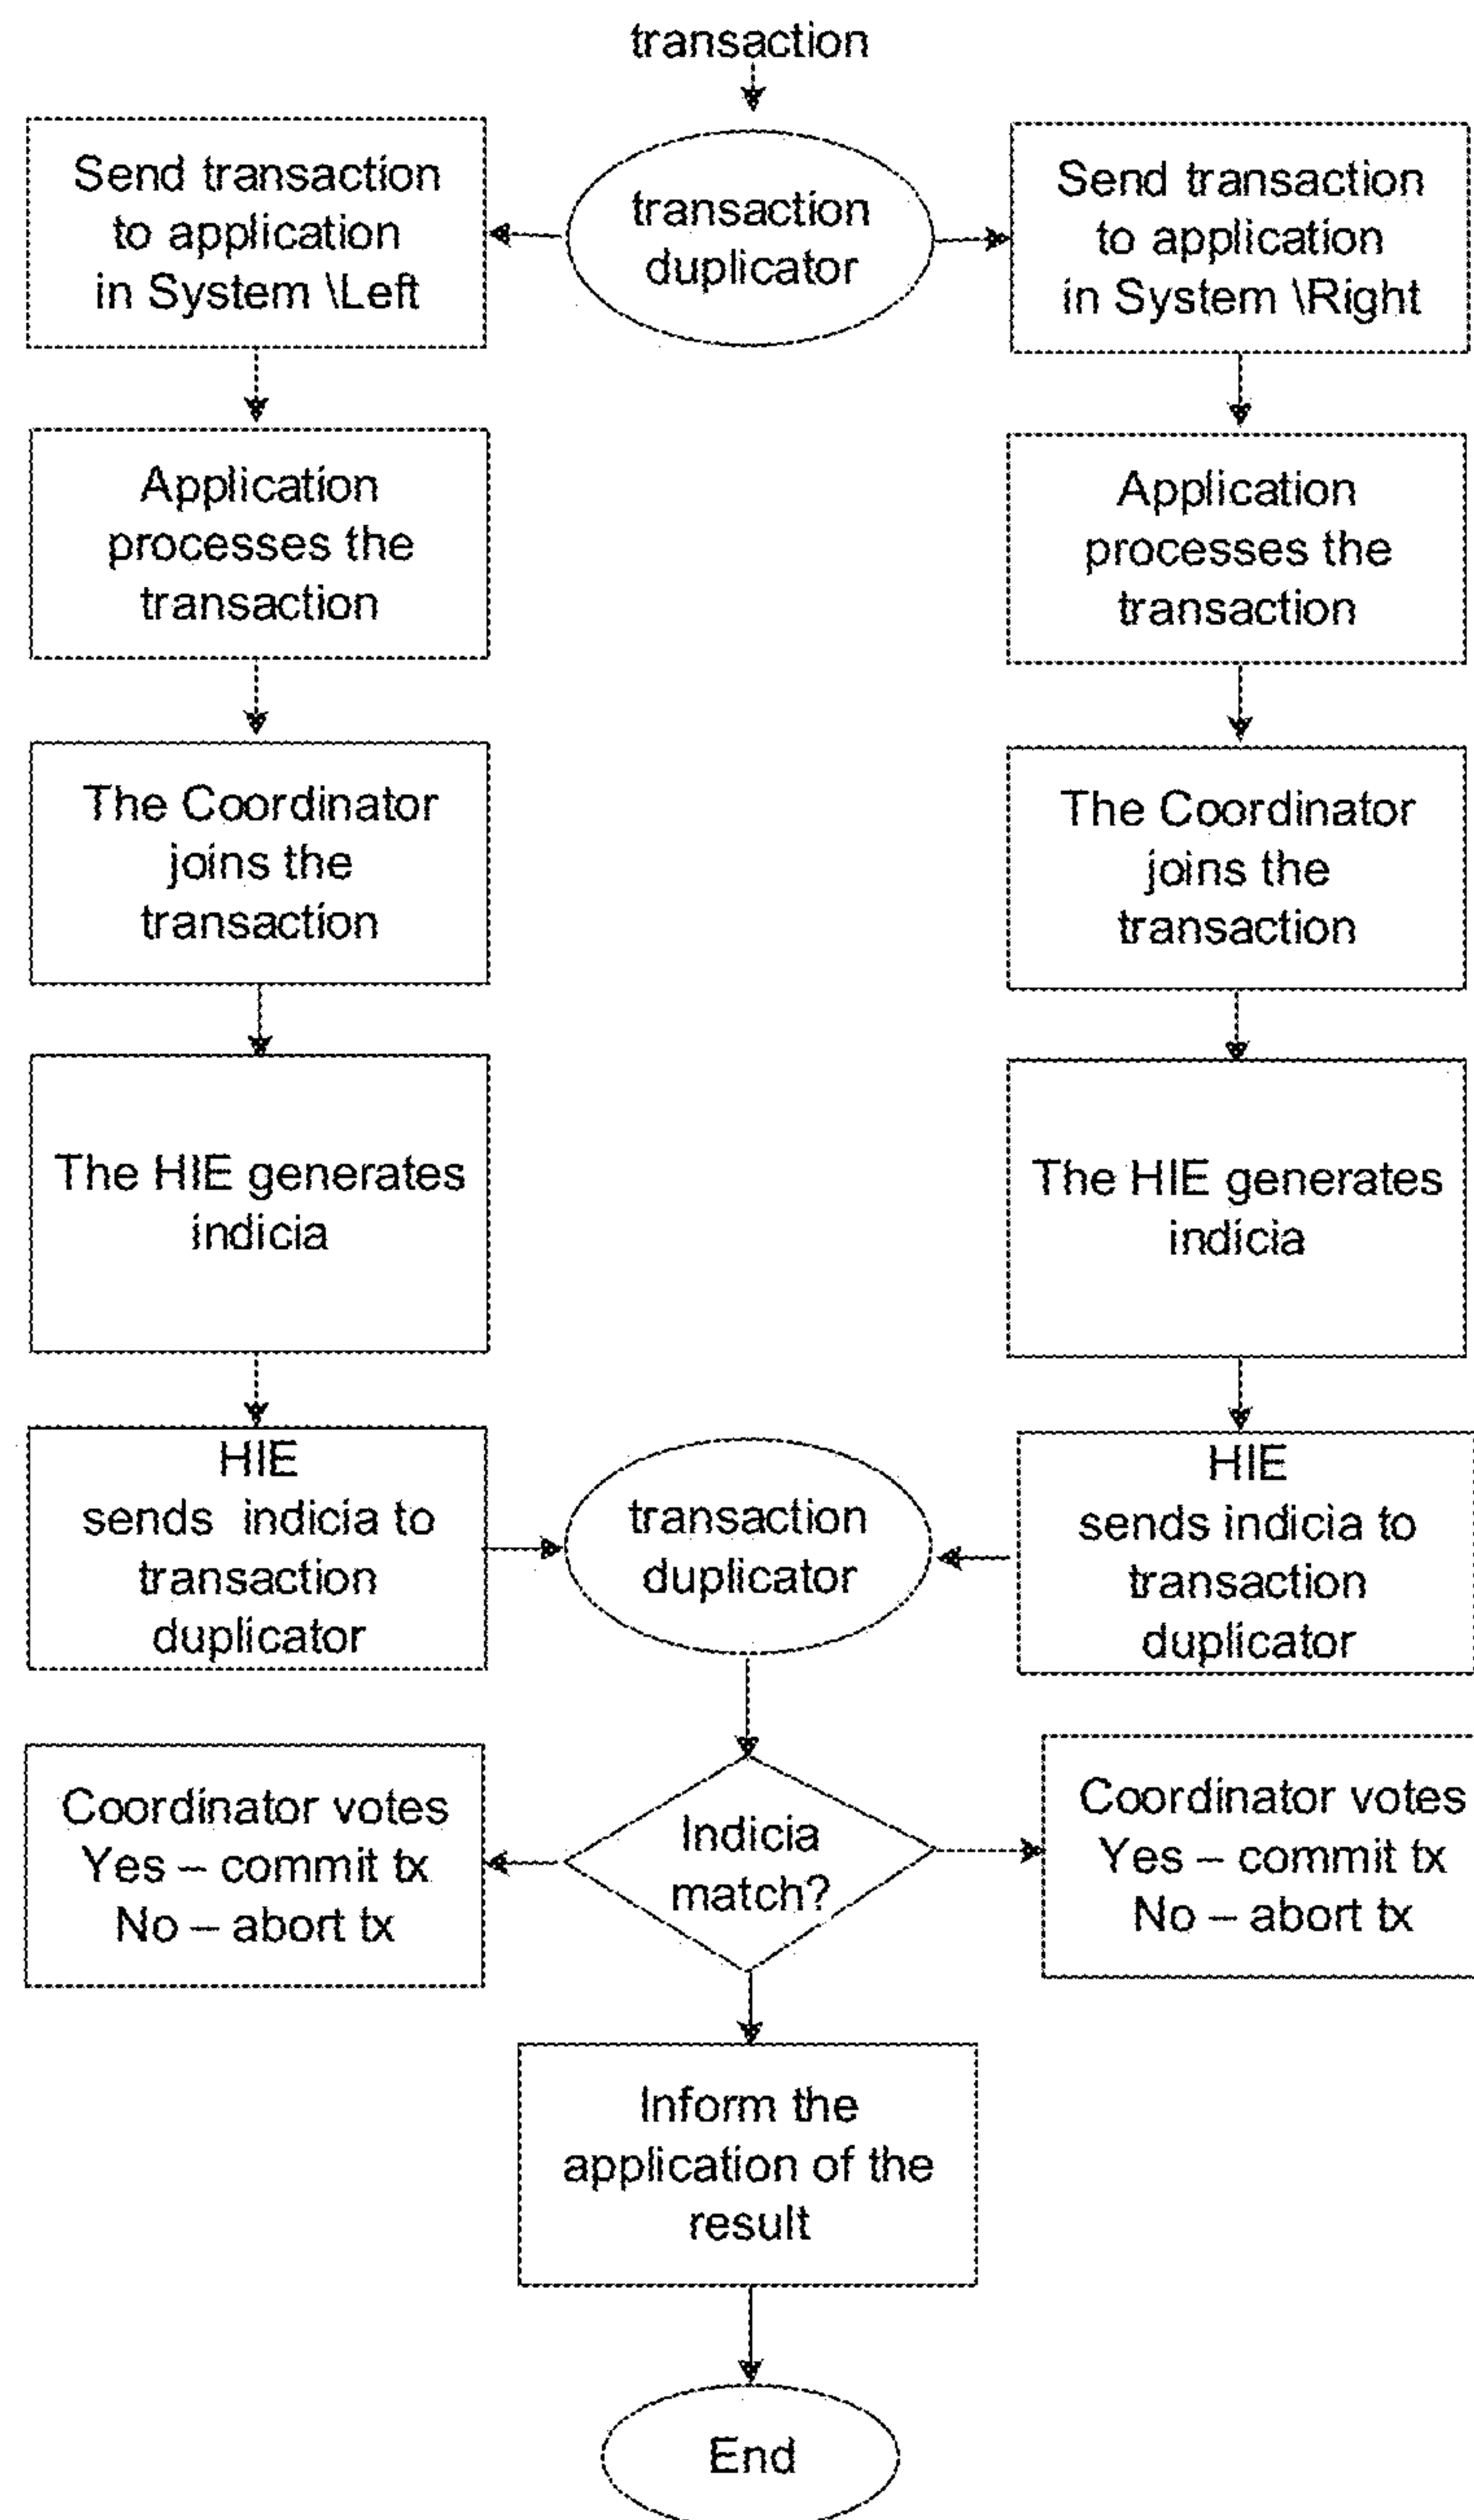 transaction
Send transaction
to application
in System \Left
transaction
duplicator
Send transaction
to application
in System \Right
Application
processes the
transaction
Application
processes the
transaction
The Coordinator
joins the
transaction
The Coordinator
joins the
transaction
The HIE generates
indicia
The HIE generates
indicia
HIE
sends indicia to
transaction
duplicator
transaction
duplicator
HIE
sends indicia to
transaction
duplicator
Coordinator votes
Yes – commit tx
No – abort tx
Indicia
match?
Coordinator votes
Yes – commit tx
No – abort tx
Inform the
application of the
result
End